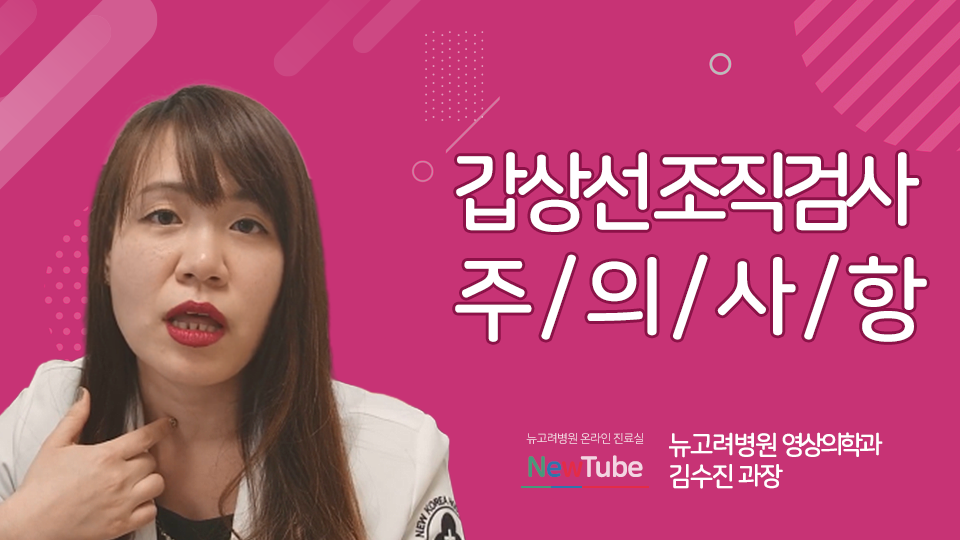 갑상선조직검사
주/의/사/항
뉴고려병원 온라인 진료실
NewTube
뉴고려병원 영상의학과
김수진 과장
NEW KOREA